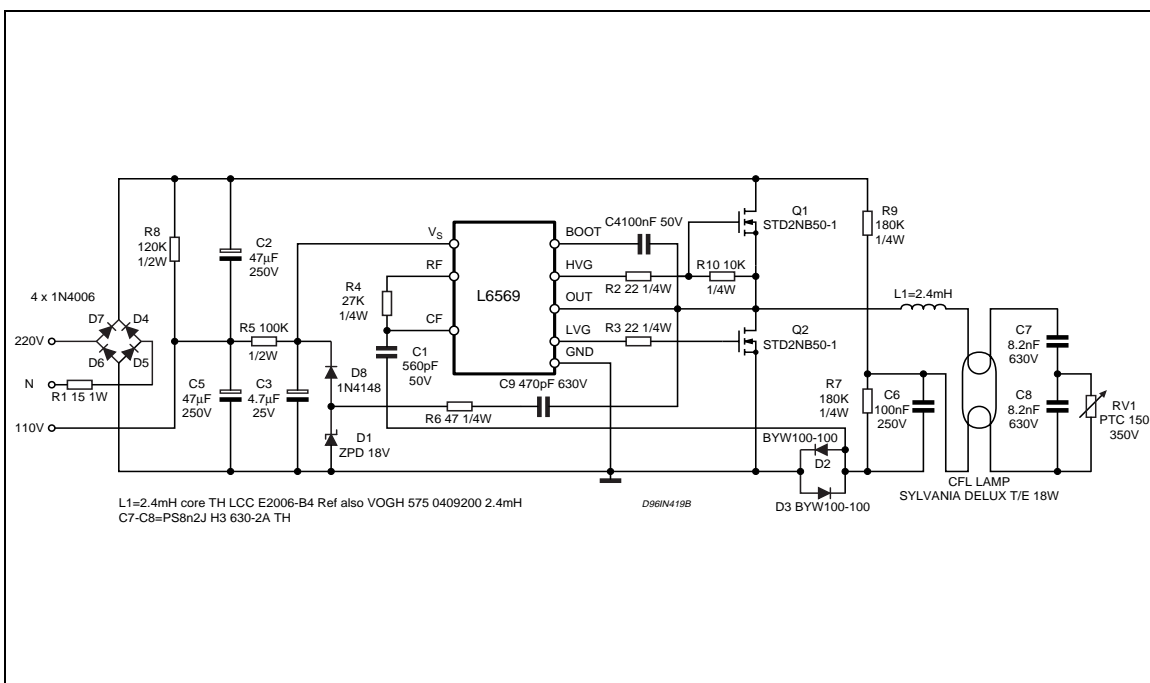 4 x 1N4006
D7
D4
D6
D5
220V
N
R1 15 1W
110V
R8
120K
1/2W
C2
47µF
250V
R5 100K
1/2W
C5
47µF
250V
C3
4.7µF
25V
D8
1N4148
D1
ZPD 18V
R4
27K
1/4W
C1
560pF
50V
R6 47 1/4W
C9 470pF 630V
VS
RF
CF
L6569
BOOT
HVG
OUT
LVG
GND
C4100nF 50V
R2 22 1/4W
R10 10K
1/4W
R3 22 1/4W
Q1
STD2NB50-1
Q2
STD2NB50-1
R9
180K
1/4W
L1=2.4mH
R7
180K
1/4W
C6
100nF
250V
BYW100-100
D2
D3 BYW100-100
C7
8.2nF
630V
C8
8.2nF
630V
RV1
PTC 150
350V
CFL LAMP
SYLVANIA DELUX T/E 18W
L1=2.4mH core TH LCC E2006-B4 Ref also VOGH 575 0409200 2.4mH
C7-C8=PS8n2J H3 630-2A TH
D96IN419B